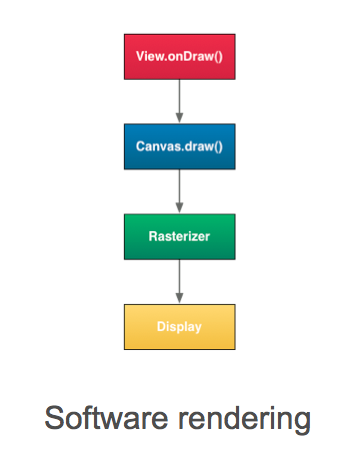 View.onDraw()
Canvas.draw()
Rasterizer
Display
Software rendering